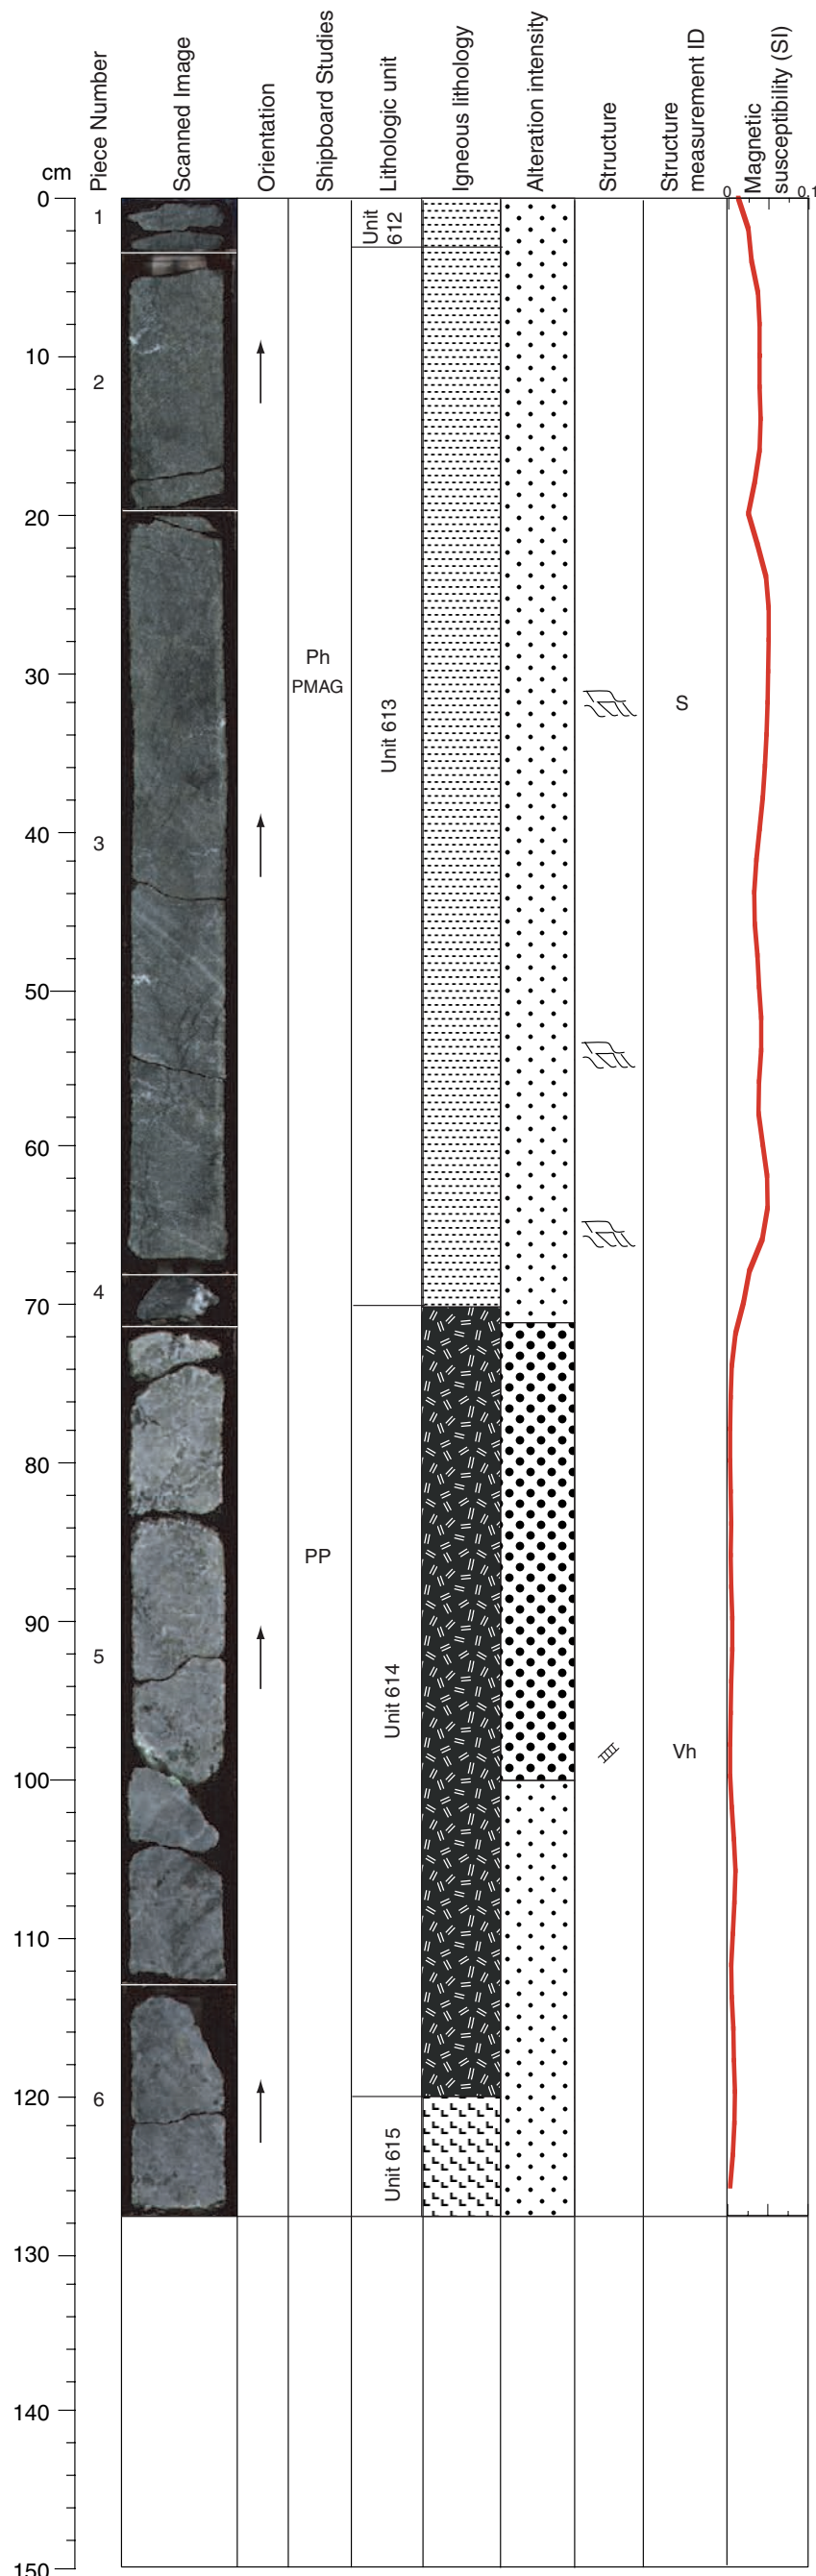 cm
Piece Number
Scanned Image
Orientation
Shipboard Studies
Lithologic unit
Igneous lithology
Alteration intensity
Structure
Structure
measurement ID
Magnetic
susceptibility (SI)
0
0.1
0
1
Unit
612
10
2
20
Ph
30
PMAG
S
Unit 613
40
3
50
60
4
70
80
PP
90
5
Unit 614
Vh
100
110
120
6
Unit 615
130
140
150